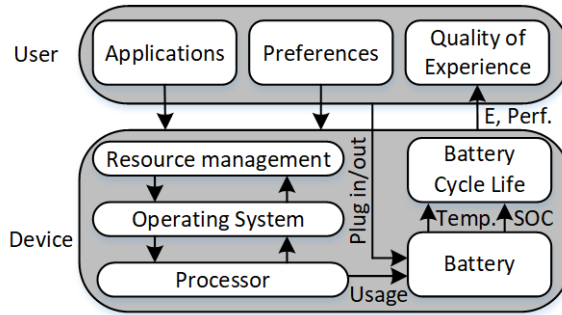 User
Applications
Preferences
Quality of
Experience
E, Perf.
Device
Resource management
Operating System
Processor
Plug in/out
Usage
Battery
Cycle Life
Temp.
SOC
Battery